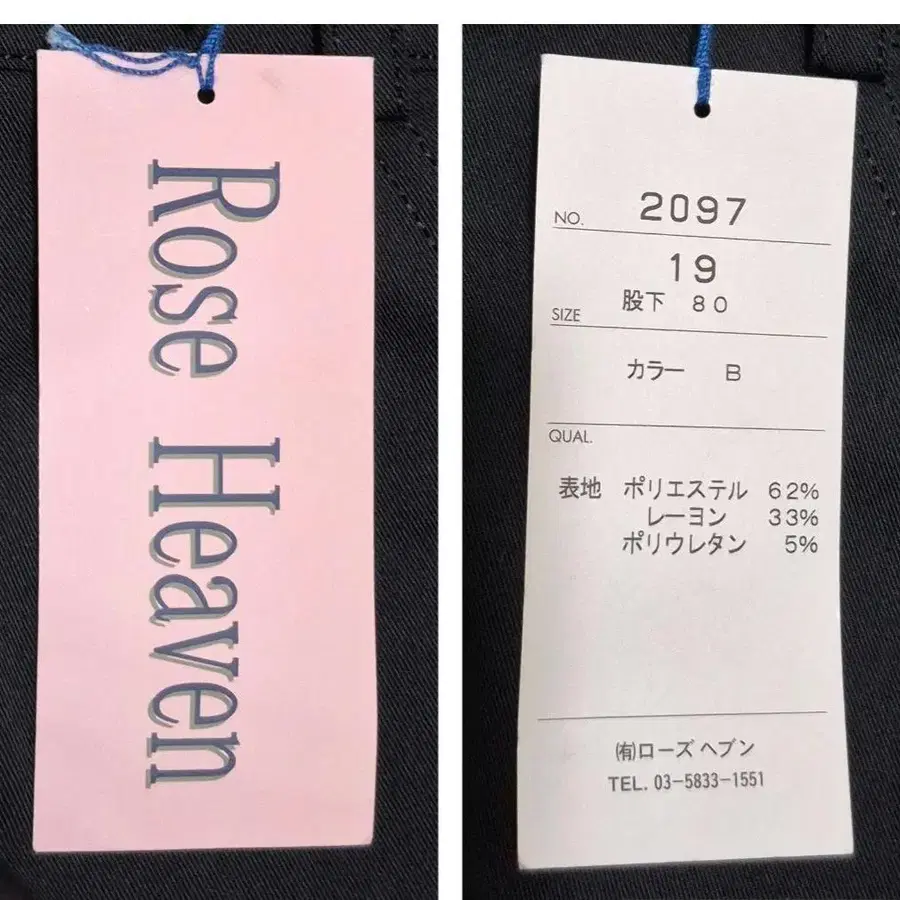 Rose Heaven
NO. 2097
19
SIZE 股下 80
カラー B
QUAL.
表地 ポリエステル 62%
レーヨン 33%
ポリウレタン 5%
㈲ローズ ヘブン
TEL. 03-5833-1551